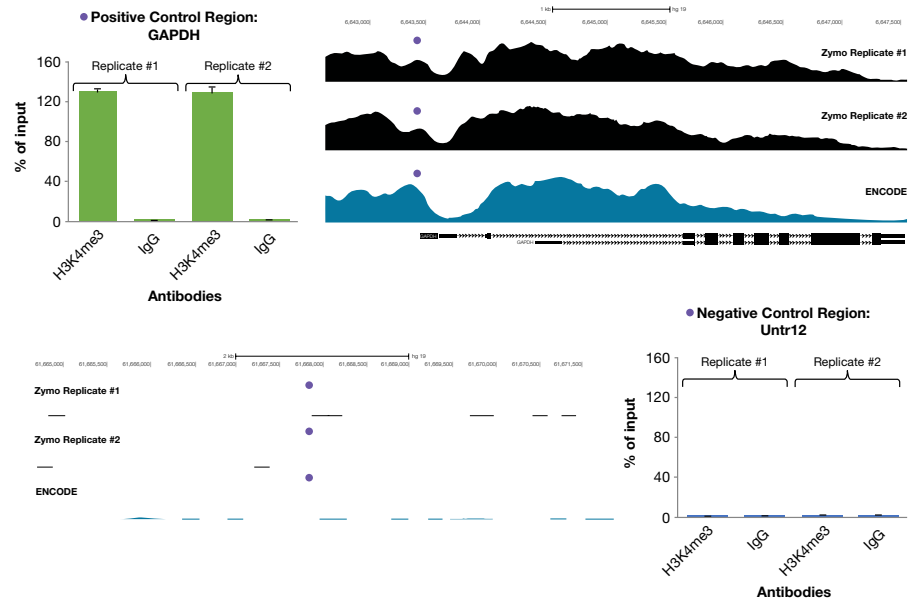 Positive Control Region:
GAPDH
Replicate #1
Replicate #2
160
120
80
40
0
% of input
H3K4me3
IgG
H3K4me3
IgG
Antibodies
1 kb
hg 19
6,643,000|
6,643,500|
6,644,000|
6,644,500|
6,645,000|
6,645,500|
6,646,000|
6,646,500|
6,647,000|
6,647,500|
Zymo Replicate #1
Zymo Replicate #2
ENCODE
GAPDH
GAPDH
2 kb
hg 19
61,665,000|
61,665,500|
61,666,000|
61,666,500|
61,667,000|
61,667,500|
61,668,000|
61,668,500|
61,669,000|
61,669,500|
61,670,000|
61,670,500|
61,671,500|
Zymo Replicate #1
Zymo Replicate #2
ENCODE
Negative Control Region:
Untr12
Replicate #1
Replicate #2
160
120
80
40
0
% of input
H3K4me3
IgG
H3K4me3
IgG
Antibodies